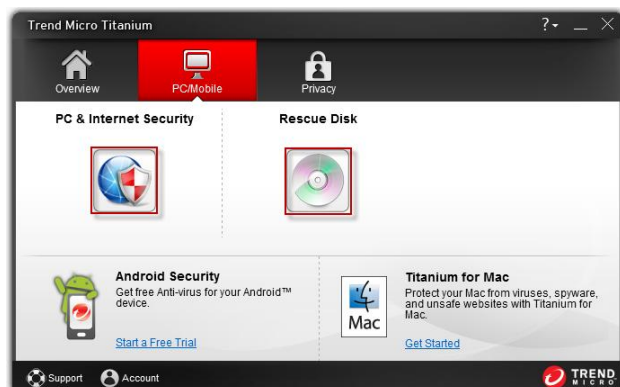 Trend Micro Titanium
?
Overview
PC/Mobile
Privacy
PC & Internet Security
Rescue Disk
Android Security
Get free Anti-virus for your Android™
device.
Start a Free Trial
Mac
Titanium for Mac
Protect your Mac from viruses, spyware,
and unsafe websites with Titanium for
Mac.
Get Started
Support
Account
TREND
MICRO